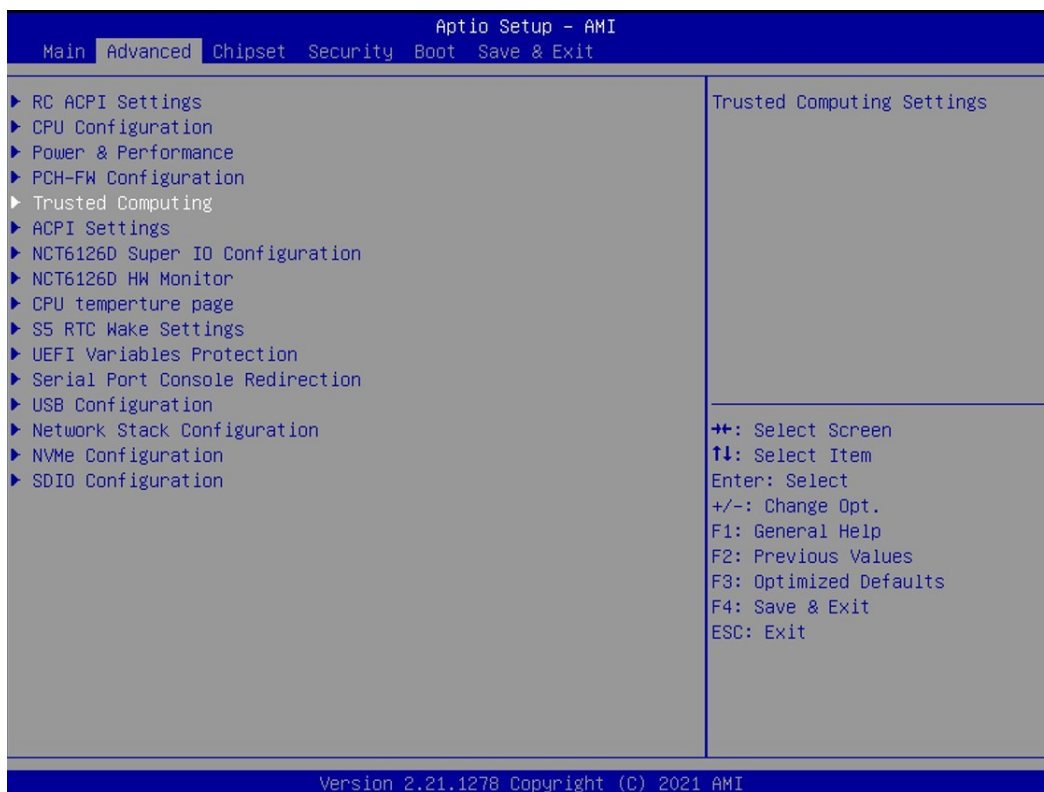 Aptio Setup – AMI
Main Advanced Chipset Security Boot Save & Exit
RC ACPI Settings
CPU Configuration
Power & Performance
PCH-FW Configuration
Trusted Computing
ACPI Settings
NCT6126D Super IO Configuration
NCT6126D HW Monitor
CPU temperture page
S5 RTC Wake Settings
UEFI Variables Protection
Serial Port Console Redirection
USB Configuration
Network Stack Configuration
NVMe Configuration
SDIO Configuration
Trusted Computing Settings
→←: Select Screen
↑↓: Select Item
Enter: Select
+/-: Change Opt.
F1: General Help
F2: Previous Values
F3: Optimized Defaults
F4: Save & Exit
ESC: Exit
Version 2.21.1278 Copyright (C) 2021 AMI